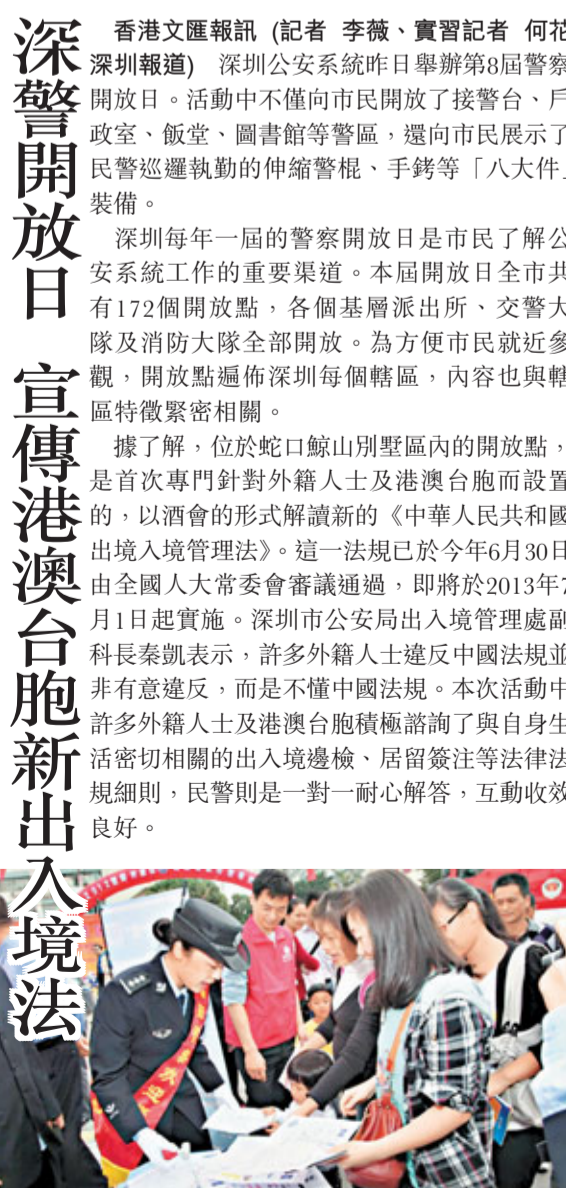 深警開放日 宣傳港澳台胞新出入境法
香港文匯報訊 (記者 李薇、實習記者 何花
深圳報道) 深圳公安系統昨日舉辦第8屆警察
開放日。活動中不僅向市民開放了接警台、戶
政室、飯堂、圖書館等警區，還向市民展示了
民警巡邏執勤的伸縮警棍、手銬等「八大件」
裝備。
深圳每年一屆的警察開放日是市民了解公
安系統工作的重要渠道。本屆開放日全市共
有172個開放點，各個基層派出所、交警大
隊及消防大隊全部開放。為方便市民就近參
觀，開放點遍佈深圳每個轄區，內容也與轄
區特徵緊密相關。
據了解，位於蛇口鯨山別墅區內的開放點，
是首次專門針對外籍人士及港澳台胞而設置
的，以酒會的形式解讀新的《中華人民共和國
出境入境管理法》。這一法規已於今年6月30日
由全國人大常委會審議通過，即將於2013年7
月1日起實施。深圳市公安局出入境管理處副
科長秦凱表示，許多外籍人士違反中國法規並
非有意違反，而是不懂中國法規。本次活動中
許多外籍人士及港澳台胞積極諮詢了與自身生
活密切相關的出入境邊檢、居留簽注等法律法
規細則，民警則是一對一耐心解答，互動收效
良好。